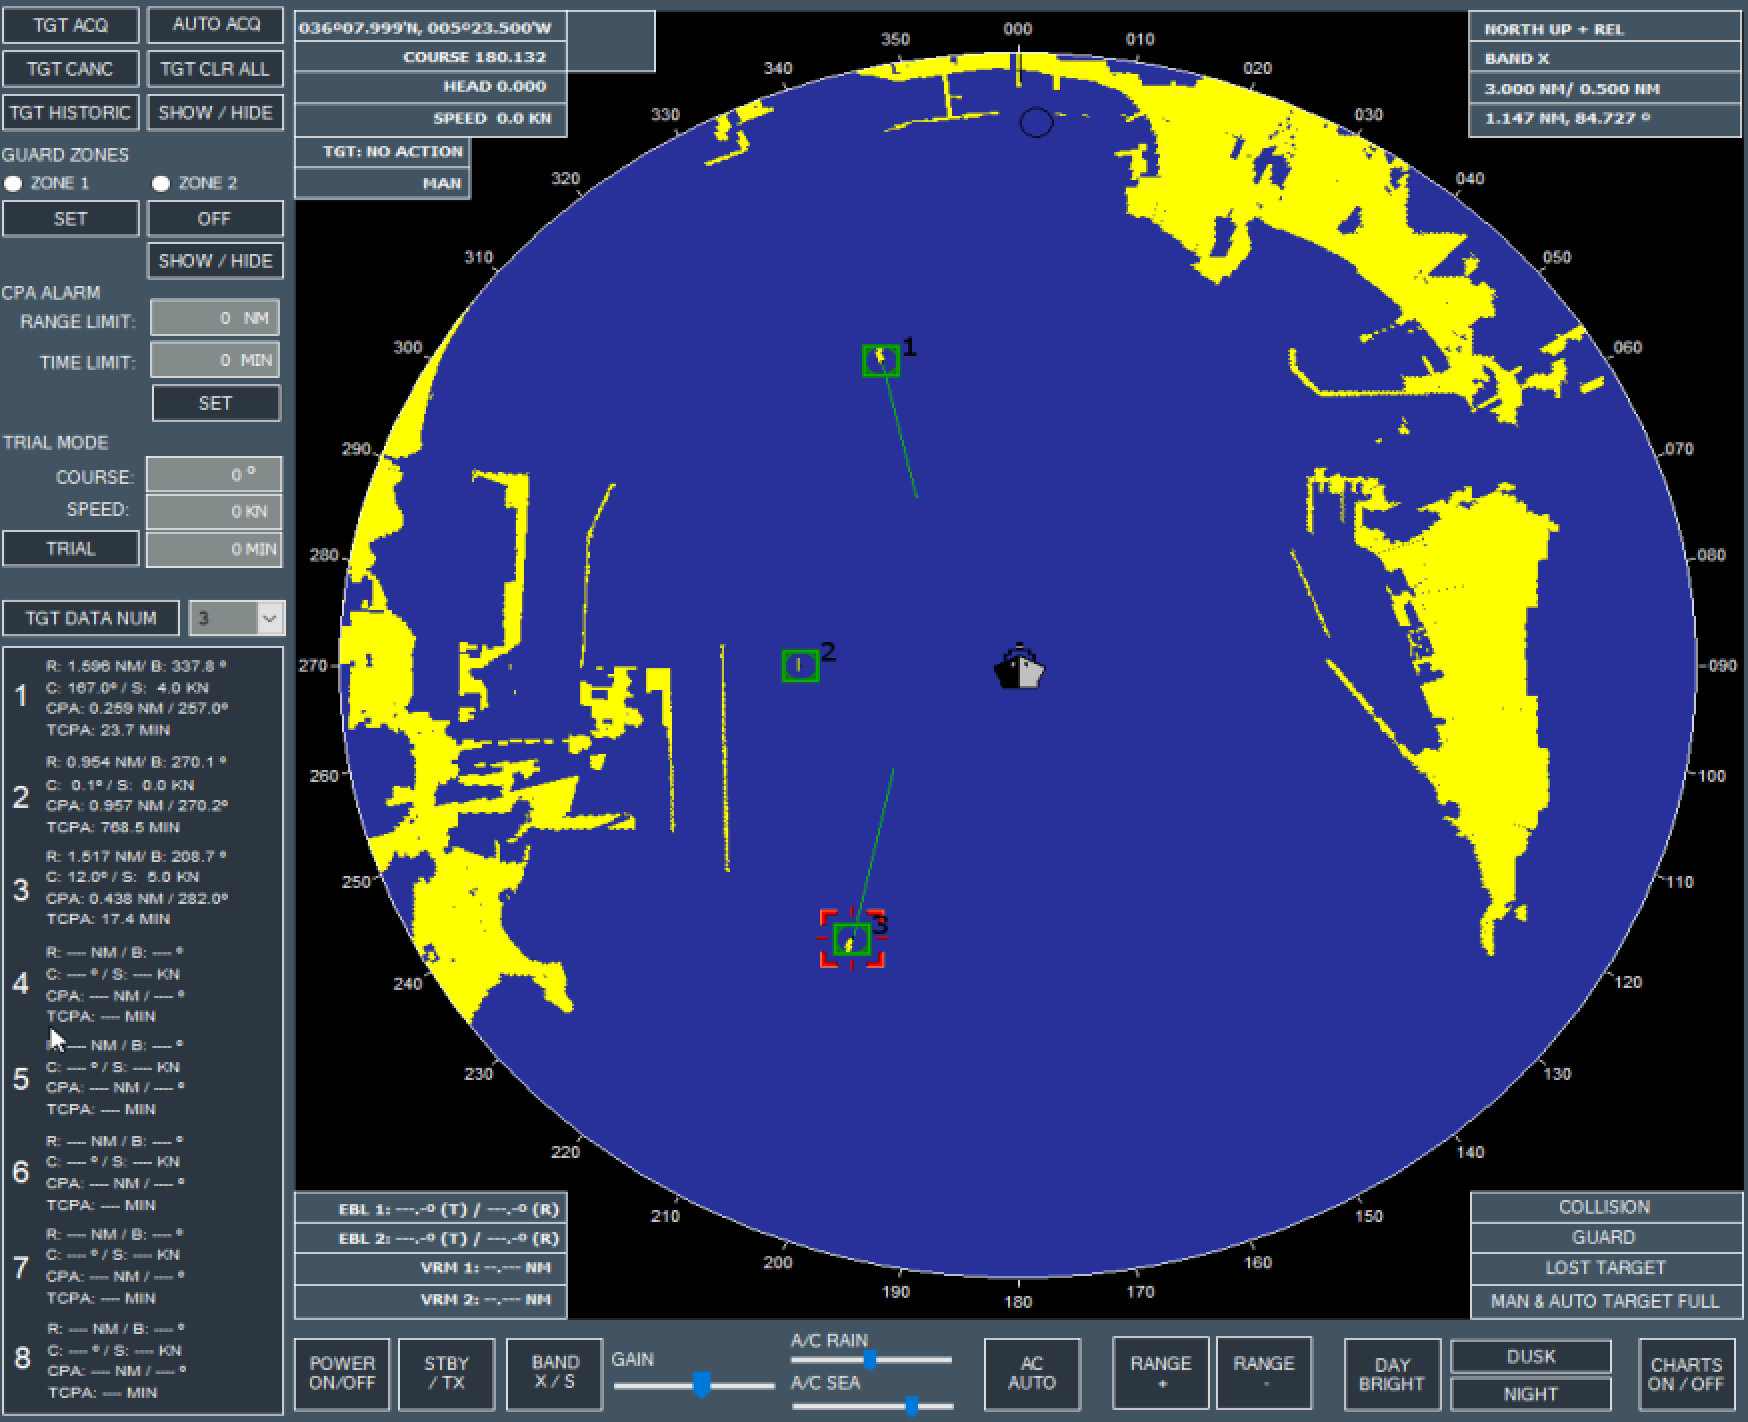 TGT ACQ
AUTO ACQ
TGT CANC
TGT CLR ALL
TGT HISTORIC
SHOW / HIDE
GUARD ZONES
ZONE 1
ZONE 2
SET
OFF
SHOW / HIDE
CPA ALARM
RANGE LIMIT: 0 NM
TIME LIMIT: 0 MIN
SET
TRIAL MODE
COURSE: 0 º
SPEED: 0 KN
TRIAL
0 MIN
TGT DATA NUM
3
1
R: 1.596 NM/ B: 337.8 º
C: 167.0º / S: 4.0 KN
CPA: 0.259 NM / 257.0º
TCPA: 23.7 MIN
2
R: 0.954 NM/ B: 270.1 º
C: 0.1º / S: 0.0 KN
CPA: 0.957 NM / 270.2º
TCPA: 768.5 MIN
3
R: 1.517 NM/ B: 208.7 º
C: 12.0º / S: 5.0 KN
CPA: 0.438 NM / 282.0º
TCPA: 17.4 MIN
4
R: ---- NM / B: ---- º
C: ---- º / S: ---- KN
CPA: ---- NM / ---- º
TCPA: ---- MIN
5
---- NM / B: ---- º
C: ---- º / S: ---- KN
CPA: ---- NM / ---- º
TCPA: ---- MIN
6
R: ---- NM / B: ---- º
C: ---- º / S: ---- KN
CPA: ---- NM / ---- º
TCPA: ---- MIN
7
R: ---- NM / B: ---- º
C: ---- º / S: ---- KN
CPA: ---- NM / ---- º
TCPA: ---- MIN
8
R: ---- NM / B: ---- º
C: ---- º / S: ---- KN
CPA: ---- NM / ---- º
TCPA: ---- MIN
036º07.999'N, 005º23.500'W
COURSE 180.132
HEAD 0.000
SPEED 0.0 KN
TGT: NO ACTION
MAN
NORTH UP + REL
BAND X
3.000 NM/ 0.500 NM
1.147 NM, 84.727 º
000
010
020
030
040
050
060
070
080
090
100
110
120
130
140
150
160
170
180
190
200
210
220
230
240
250
260
270
280
290
300
310
320
330
340
350
1
2
3
EBL 1: ---.-º (T) / ---.-º (R)
EBL 2: ---.-º (T) / ---.-º (R)
VRM 1: --.--- NM
VRM 2: --.--- NM
COLLISION
GUARD
LOST TARGET
MAN & AUTO TARGET FULL
POWER
ON/OFF
STBY
/ TX
BAND
X / S
GAIN
A/C RAIN
A/C SEA
AC
AUTO
RANGE
+
RANGE
-
DAY
BRIGHT
DUSK
NIGHT
CHARTS
ON / OFF